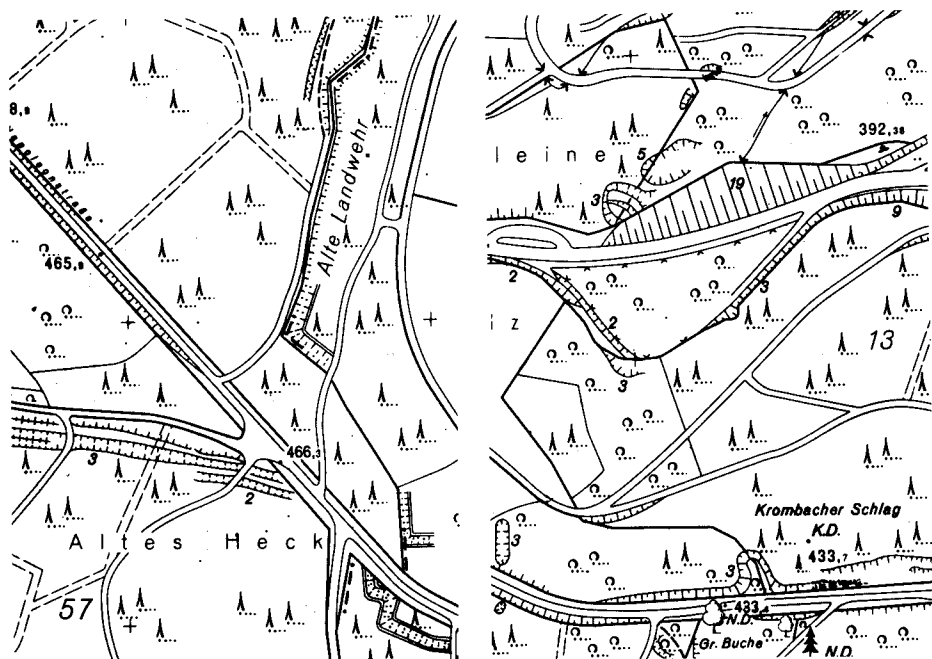 8,9
Alte Landwehr
465,8
466,3
3
2
Altes Heck
57
392,38
leine
5
19
3
9
2
3
iz
2
13
3
Krombacher Schlag
K.D.
3
433,7
3
433,4
N.D.
Gr. Buche
N.D.